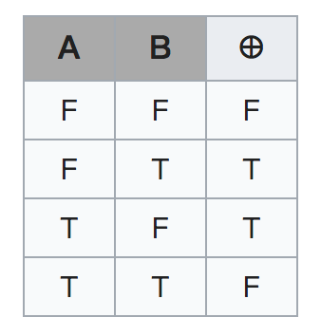 A B ⊕
F F F
F T T
T F T
T T F